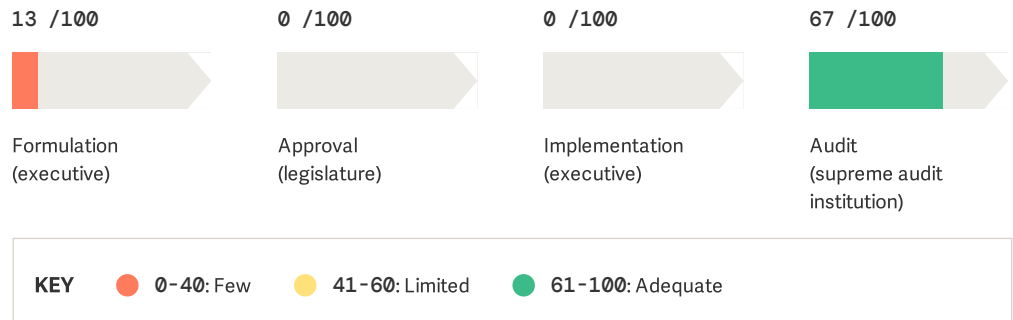 13 /100
0 /100
0 /100
67 /100
Formulation
(executive)
Approval
(legislature)
Implementation
(executive)
Audit
(supreme audit
institution)
KEY
0-40: Few
41-60: Limited
61-100: Adequate